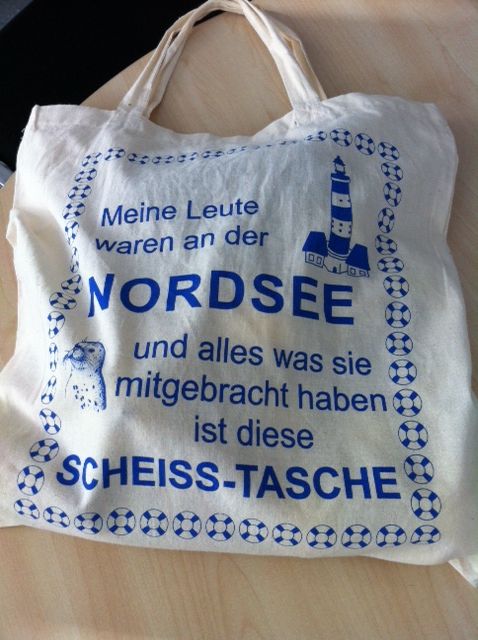 Meine Leute
waren an der
NORDSEE
und alles was sie
mitgebracht haben
ist diese
SCHEISS-TASCHE